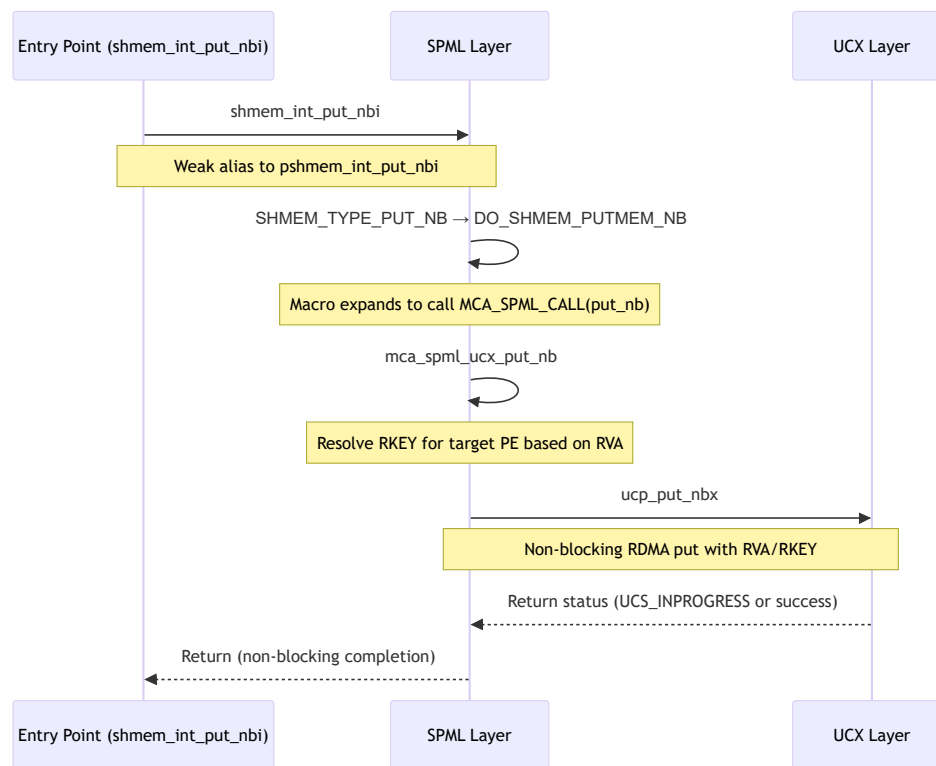 Entry Point (shmem_int_put_nbi)
SPML Layer
UCX Layer
shmem_int_put_nbi
Weak alias to pshmem_int_put_nbi
SHMEM_TYPE_PUT_NB → DO_SHMEM_PUTMEM_NB
Macro expands to call MCA_SPML_CALL(put_nb)
mca_spml_ucx_put_nb
Resolve RKEY for target PE based on RVA
ucp_put_nbx
Non-blocking RDMA put with RVA/RKEY
Return status (UCS_INPROGRESS or success)
Return (non-blocking completion)
Entry Point (shmem_int_put_nbi)
SPML Layer
UCX Layer